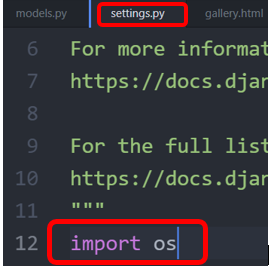 models.py settings.py gallery.html
6 For more informat
7 https://docs.djan
8
9 For the full list
10 https://docs.djan
11 """
12 import os